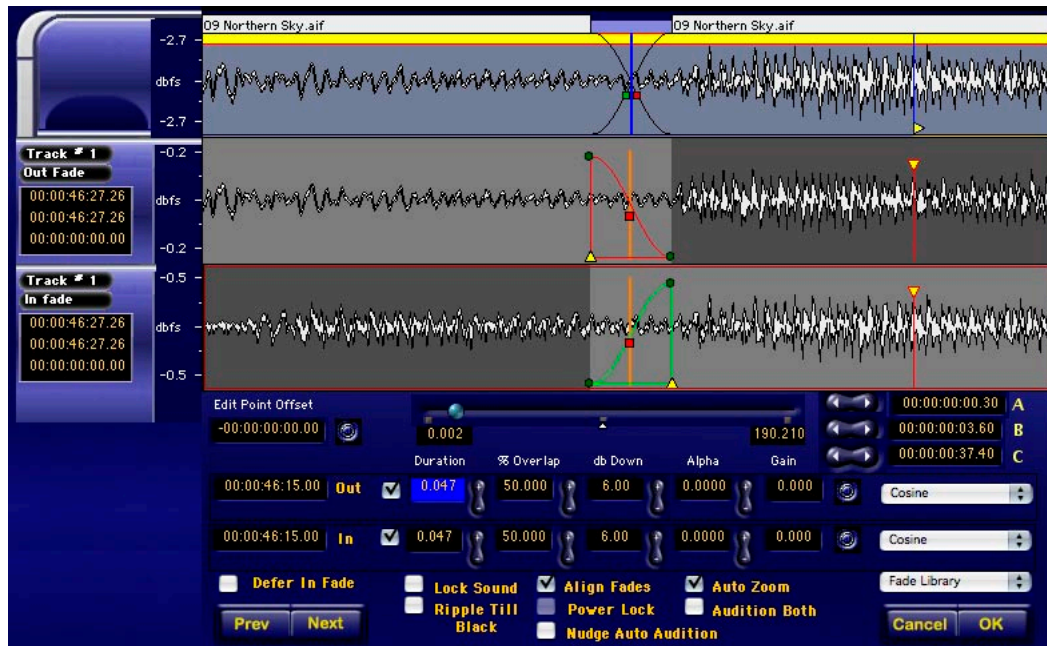 09 Northern Sky.aif
09 Northern Sky.aif
-2.7
dbfs
-2.7
Track # 1
Out Fade
00:00:46:27.26
00:00:46:27.26
00:00:00:00.00
-0.2
dbfs
-0.2
Track # 1
In fade
00:00:46:27.26
00:00:46:27.26
00:00:00:00.00
-0.5
dbfs
-0.5
Edit Point Offset
-00:00:00:00.00
0.002
190.210
00:00:00:00.30 A
00:00:00:03.60 B
00:00:00:37.40 C
Duration % Overlap db Down Alpha Gain
00:00:46:15.00 Out 0.047 50.000 6.00 0.0000 0.000 Cosine
00:00:46:15.00 In 0.047 50.000 6.00 0.0000 0.000 Cosine
Defer In Fade
Lock Sound
Align Fades
Auto Zoom
Fade Library
Ripple Till
Black
Power Lock
Audition Both
Nudge Auto Audition
Prev Next
Cancel OK